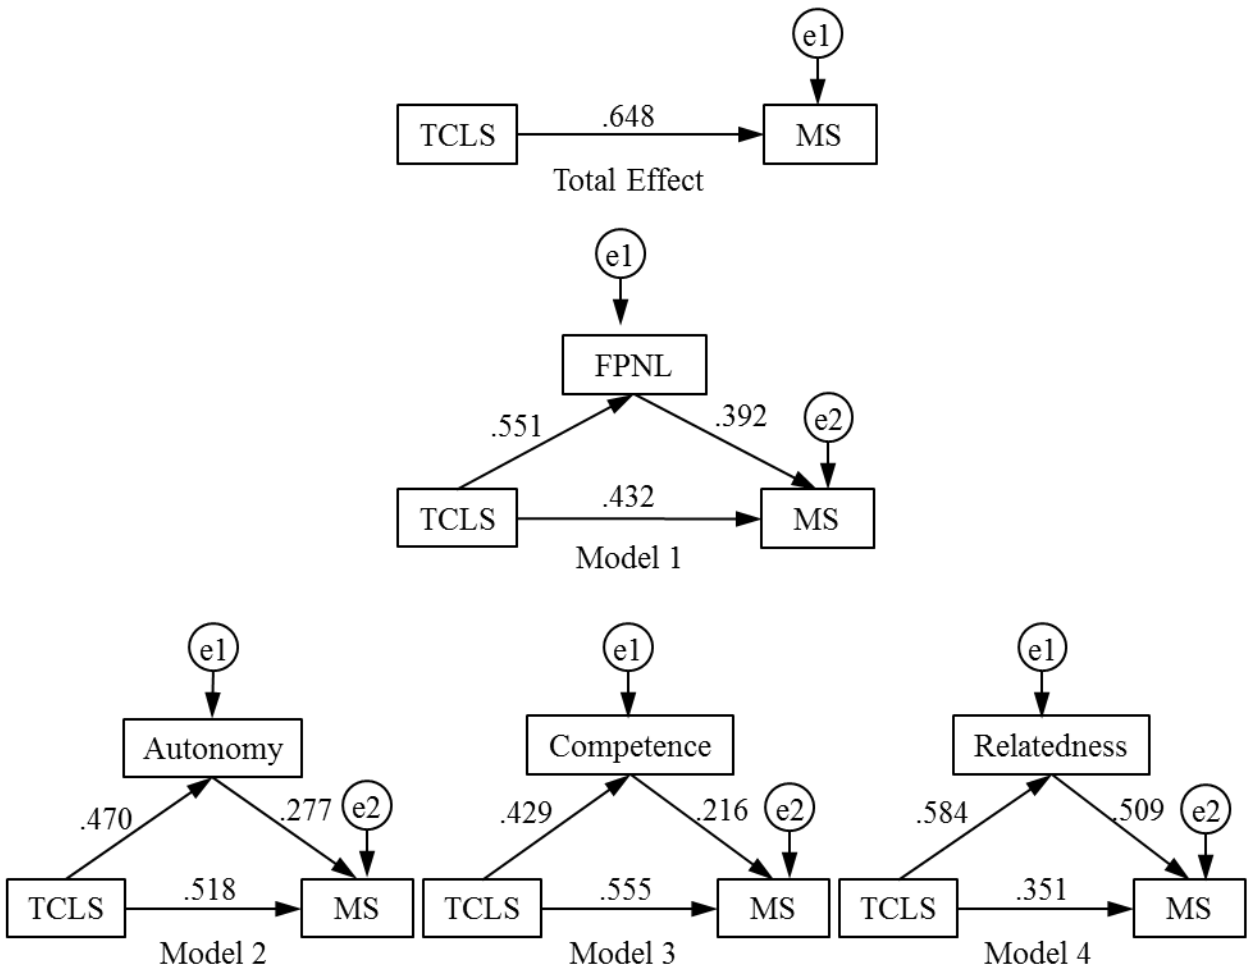 e1
.648
TCLS
MS
Total Effect
e1
FPNL
.551
.392
e2
.432
TCLS
MS
Model 1
e1
e1
e1
Autonomy
Competence
Relatedness
.470
.277
e2
.429
.216
e2
.584
.509
e2
.518
.555
.351
TCLS
MS
TCLS
MS
TCLS
MS
Model 2
Model 3
Model 4